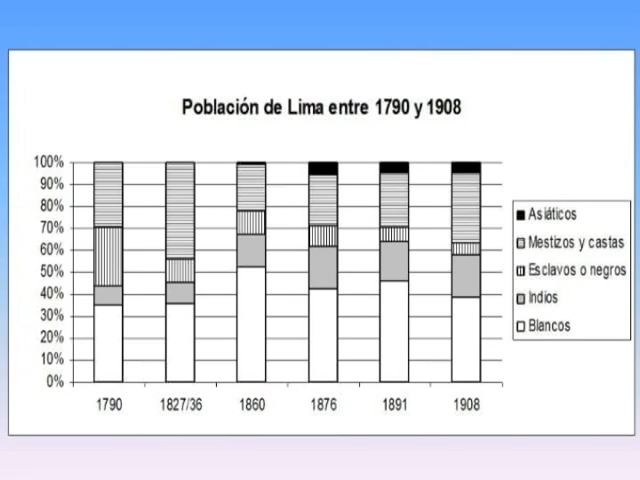 Población de Lima entre 1790 y 1908
100%
90%
80%
70%
60%
50%
40%
30%
20%
10%
0%
1790 1827/36 1860 1876 1891 1908
Asiáticos
Mestizos y castas
Esclavos o negros
Indios
Blancos